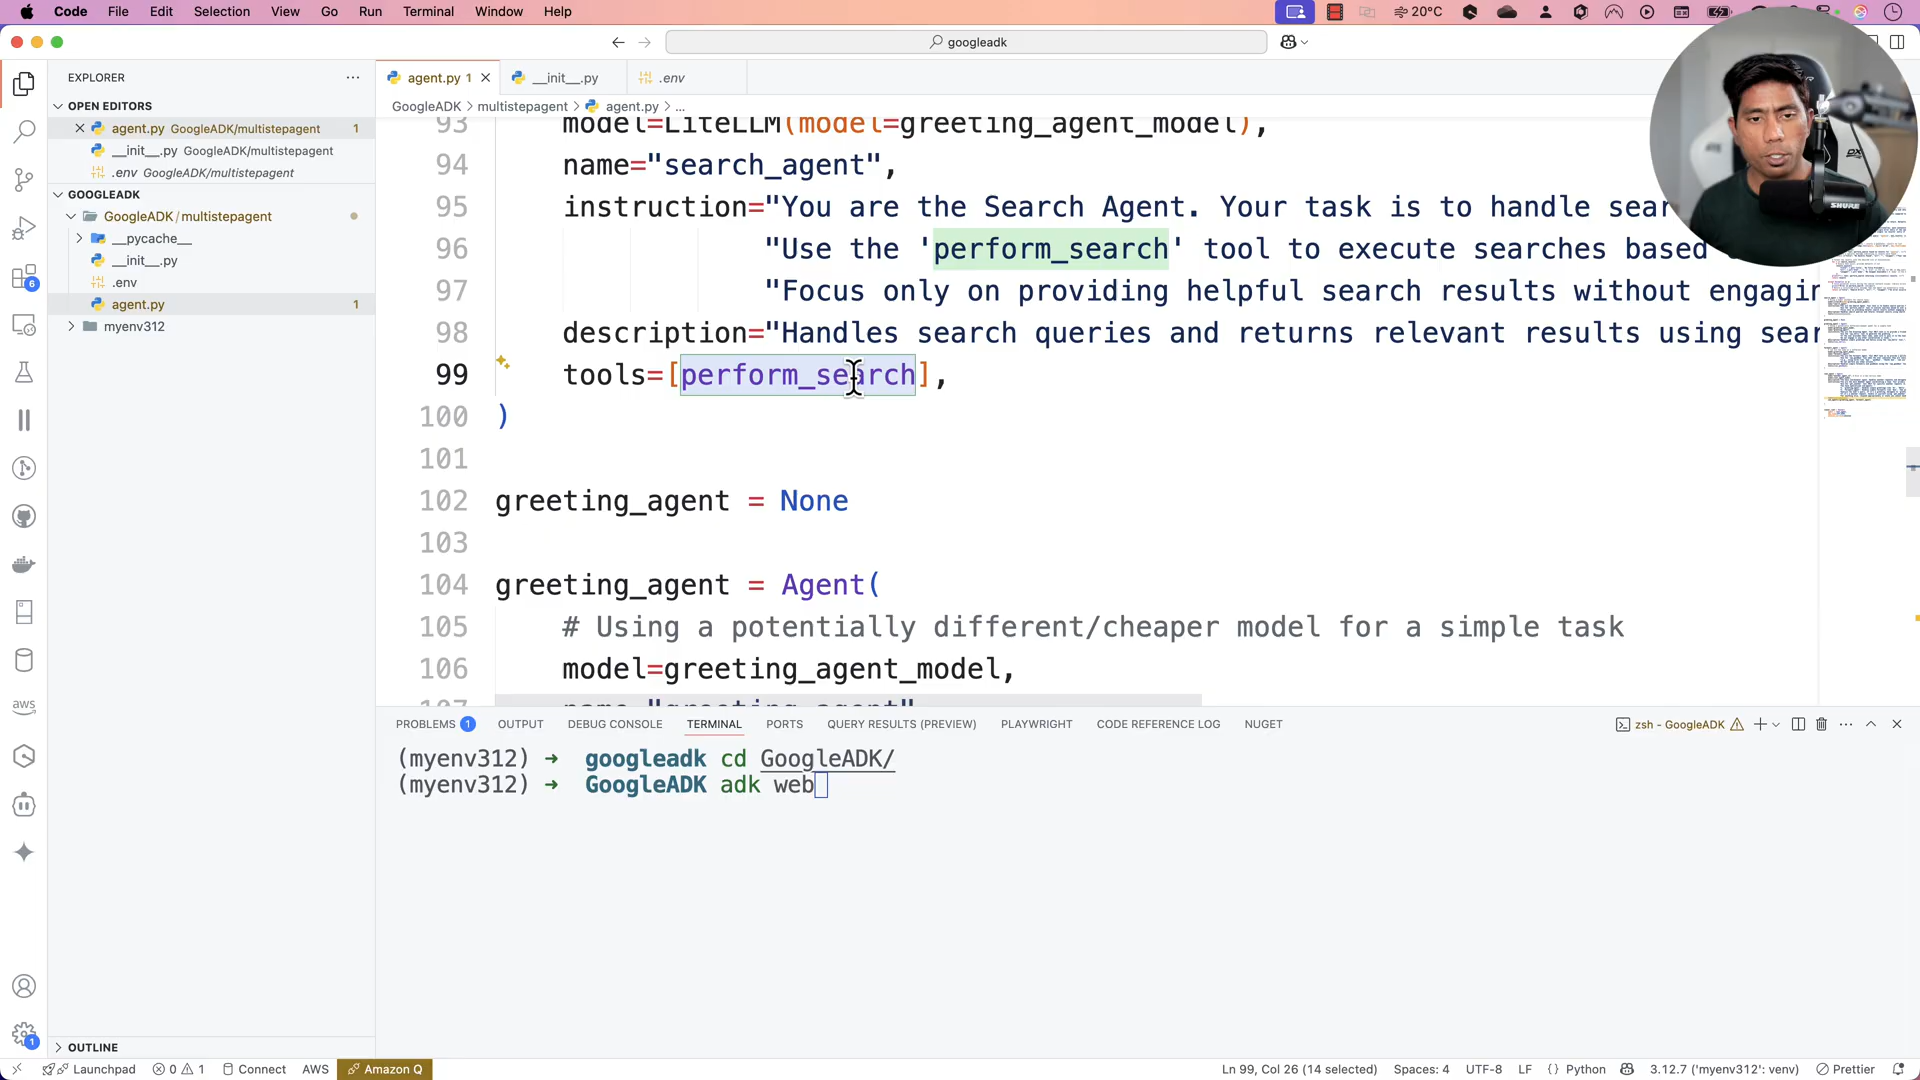 Code File Edit Selection View Go Run Terminal Window Help 20°C
googleadk
EXPLORER
agent.py 1
__init__.py
.env
OPEN EDITORS
GoogleADK > multistepagent > agent.py > ...
agent.py GoogleADK/multistepagent 1
__init__.py GoogleADK/multistepagent
.env GoogleADK/multistepagent
GOOGLEADK
GoogleADK / multistepagent
__pycache__
__init__.py
.env
agent.py 1
myenv312
93 model=LiteLLM(model=greeting_agent_model),
94 name="search_agent",
95 instruction="You are the Search Agent. Your task is to handle sear
96 "Use the 'perform_search' tool to execute searches based
97 "Focus only on providing helpful search results without engagin
98 description="Handles search queries and returns relevant results using sear
99 tools=[perform_search],
100 )
101
102 greeting_agent = None
103
104 greeting_agent = Agent(
105 # Using a potentially different/cheaper model for a simple task
106 model=greeting_agent_model,
107 name="greeting_agent"
PROBLEMS 1 OUTPUT DEBUG CONSOLE TERMINAL PORTS QUERY RESULTS (PREVIEW) PLAYWRIGHT CODE REFERENCE LOG NUGET
zsh - GoogleADK
(myenv312) ➜ googleadk cd GoogleADK/
(myenv312) ➜ GoogleADK adk web
6
aws
1
OUTLINE
Launchpad 0 1 Connect AWS Amazon Q
Ln 99, Col 26 (14 selected) Spaces: 4 UTF-8 LF {} Python 3.12.7 ('myenv312': venv) Prettier
SHURE